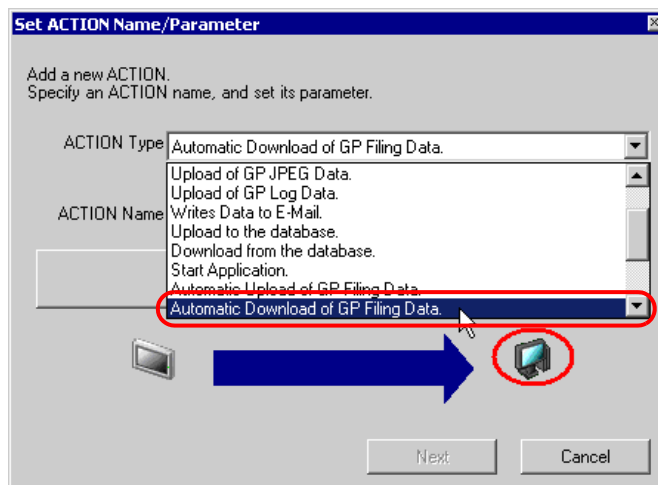 Set ACTION Name/Parameter
Add a new ACTION.
Specify an ACTION name, and set its parameter.
ACTION Type
Automatic Download of GP Filing Data.
Upload of GP JPEG Data.
Upload of GP Log Data.
ACTION Name
Writes Data to E-Mail.
Upload to the database.
Download from the database.
Start Application.
Automatic Upload of GP Filing Data.
Automatic Download of GP Filing Data.
Next
Cancel